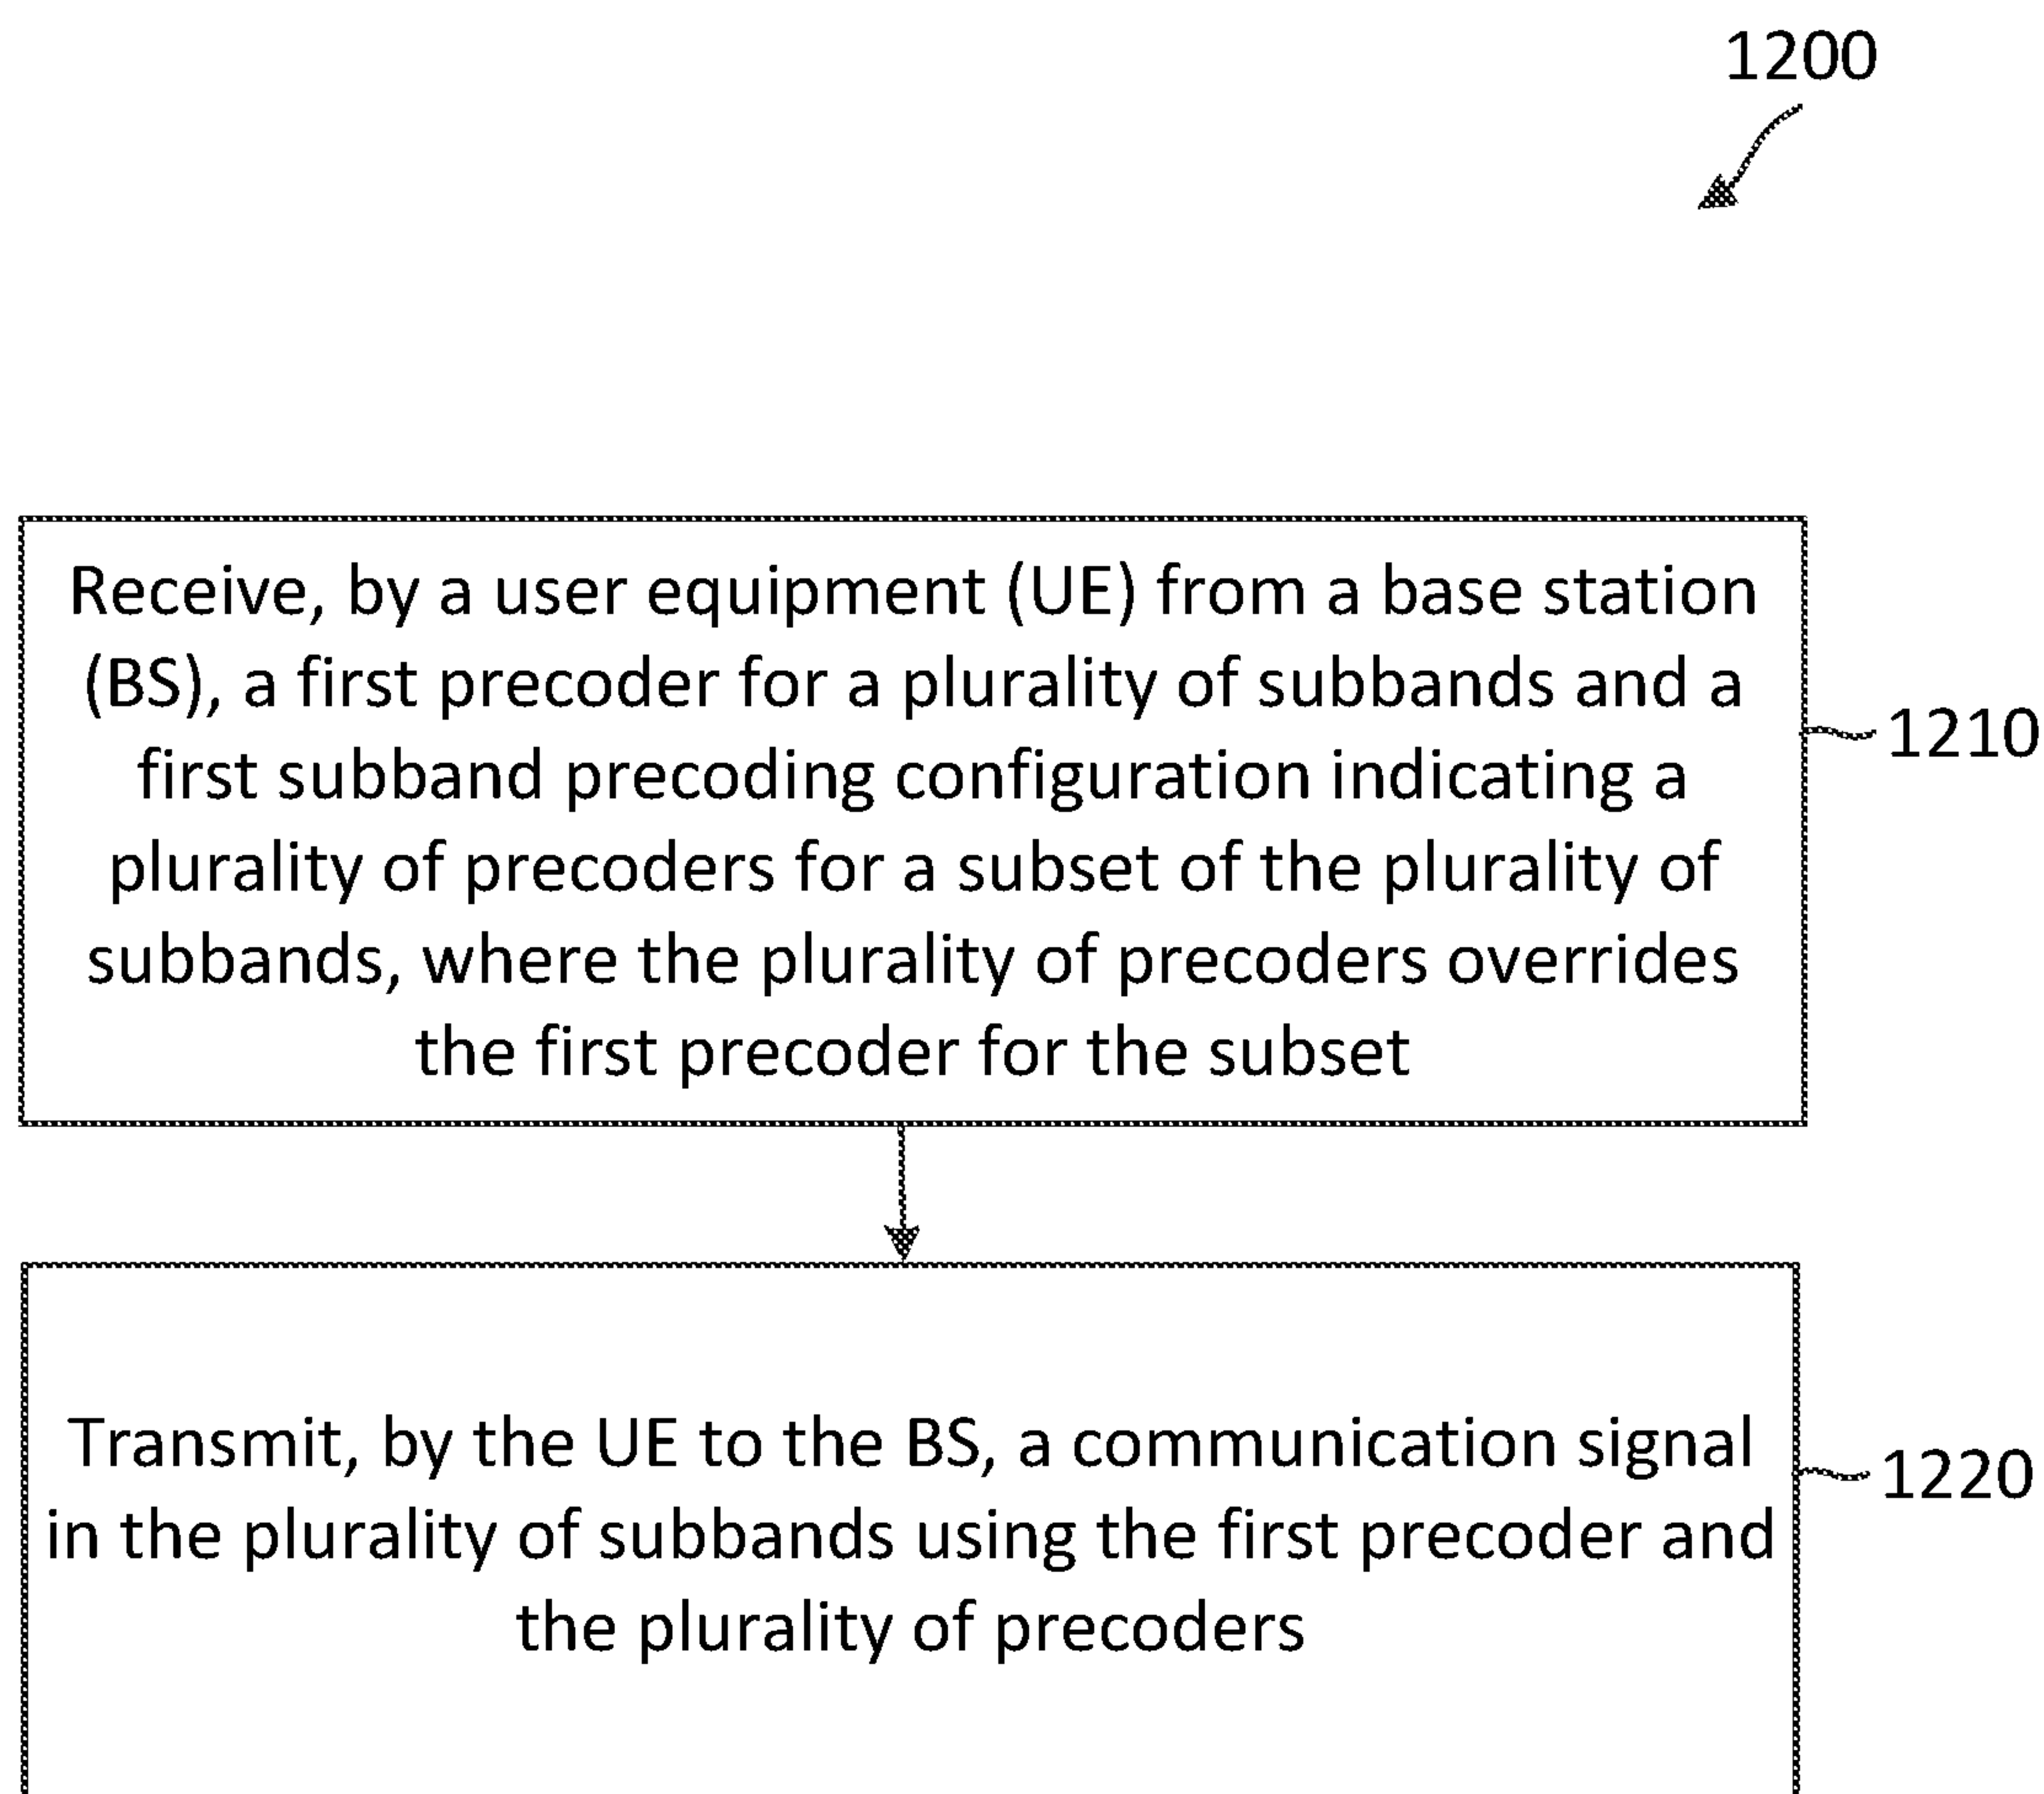 1200
Receive, by a user equipment (UE) from a base station
(BS), a first precoder for a plurality of subbands and a
first subband precoding configuration indicating a
plurality of precoders for a subset of the plurality of
subbands, where the plurality of precoders overrides
the first precoder for the subset
1210
Transmit, by the UE to the BS, a communication signal
in the plurality of subbands using the first precoder and
the plurality of precoders
1220